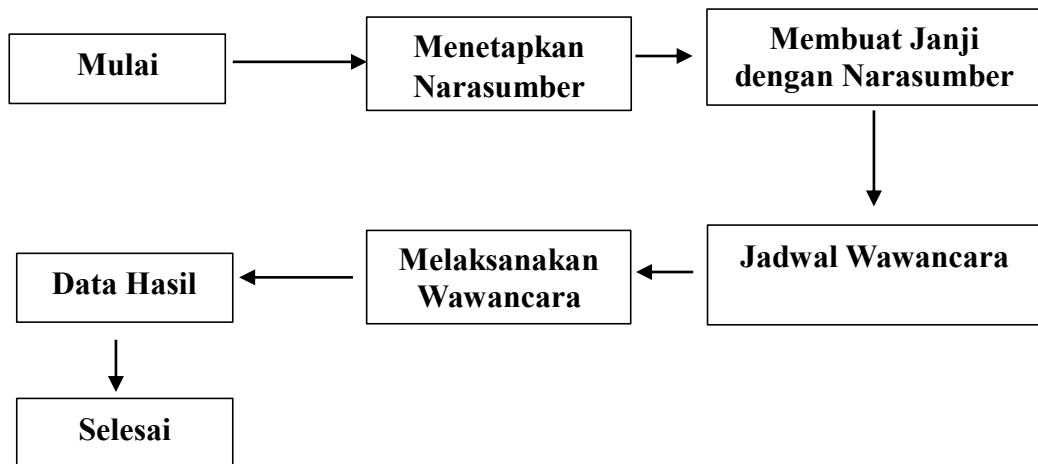 Mulai
Menetapkan
Narasumber
Membuat Janji
dengan Narasumber
Jadwal Wawancara
Melaksanakan
Wawancara
Data Hasil
Selesai